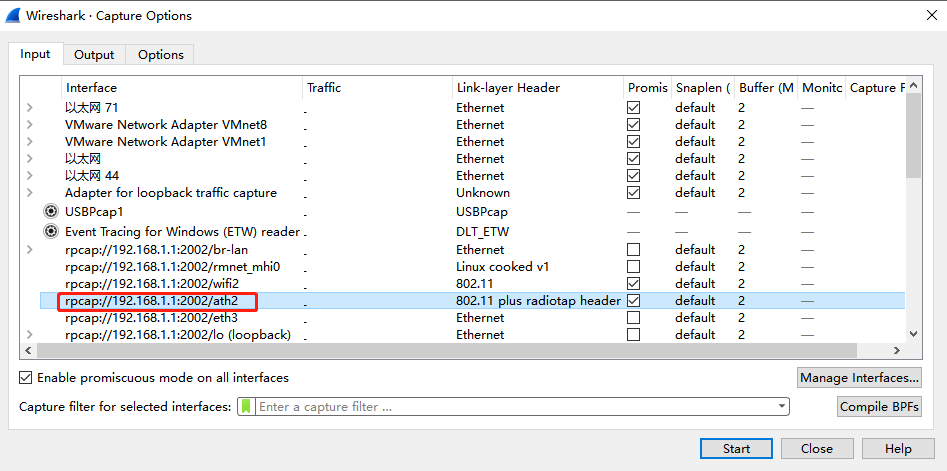 Wireshark · Capture Options
Input Output Options
Interface Traffic Link-layer Header Promis Snaplen ( Buffer (M Monitc Capture F
以太网 71 Ethernet default 2 —
VMware Network Adapter VMnet8 Ethernet default 2 —
VMware Network Adapter VMnet1 Ethernet default 2 —
以太网 Ethernet default 2 —
以太网 44 Ethernet default 2 —
Adapter for loopback traffic capture Unknown default 2 —
USBPcap1 USBPcap — — — —
Event Tracing for Windows (ETW) reader DLT_ETW — — — —
rpcap://192.168.1.1:2002/br-lan Ethernet default 2 —
rpcap://192.168.1.1:2002/rmnet_mhi0 Linux cooked v1 default 2 —
rpcap://192.168.1.1:2002/wifi2 802.11 default 2 —
rpcap://192.168.1.1:2002/ath2 802.11 plus radiotap header default 2 —
rpcap://192.168.1.1:2002/eth3 Ethernet default 2 —
rpcap://192.168.1.1:2002/lo (loopback) Ethernet default 2 —
Enable promiscuous mode on all interfaces Manage Interfaces...
Capture filter for selected interfaces: Enter a capture filter ... Compile BPFs
Start Close Help